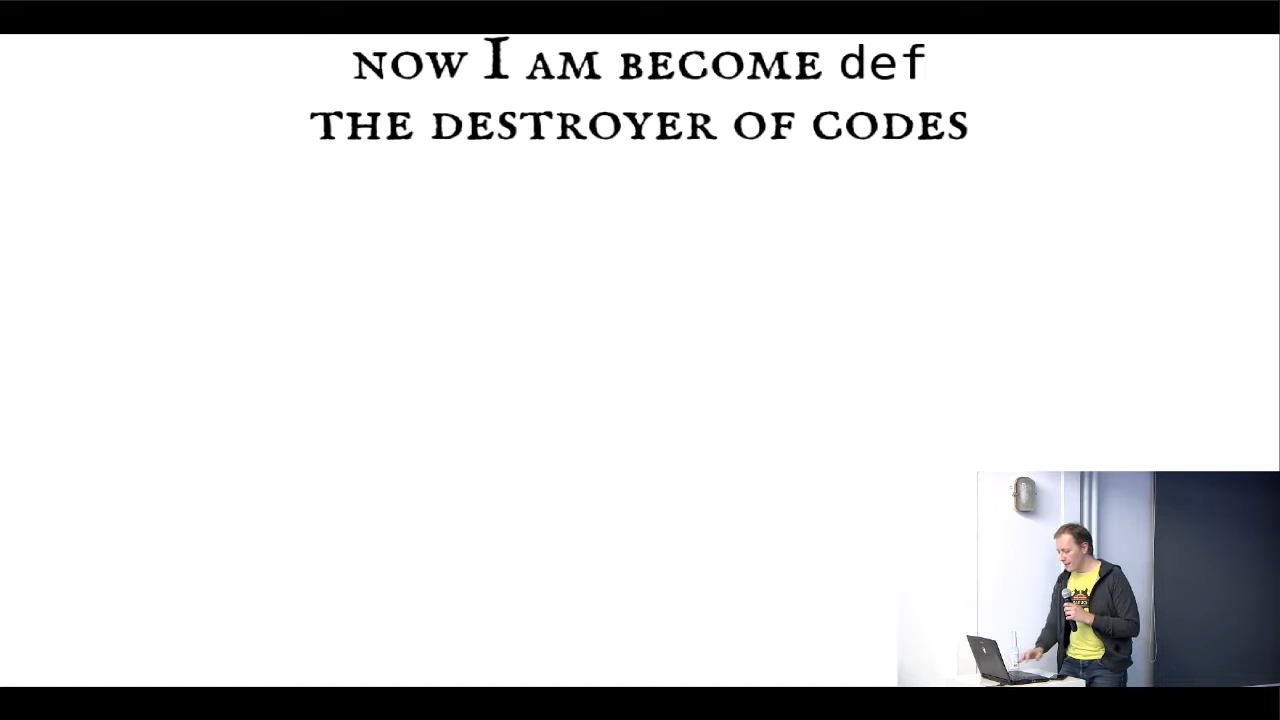 now I am become def
the destroyer of codes